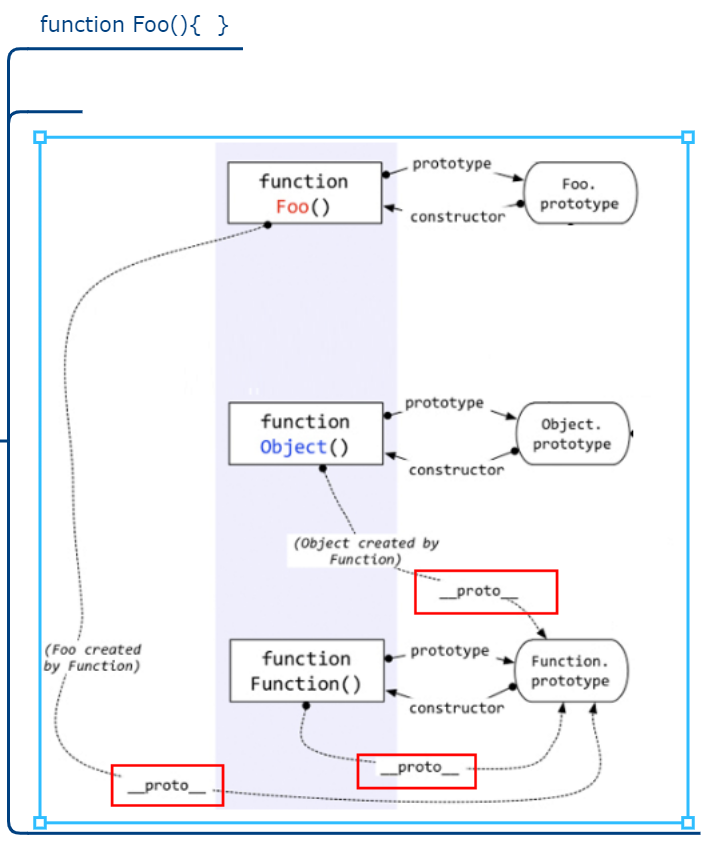 function Foo(){  }
prototype
function
Foo()
Foo.
prototype
constructor
prototype
function
Object()
Object.
prototype
constructor
(Object created by
Function)
__proto__
(Foo created
by Function)
prototype
function
Function()
Function.
prototype
constructor
__proto__
__proto__